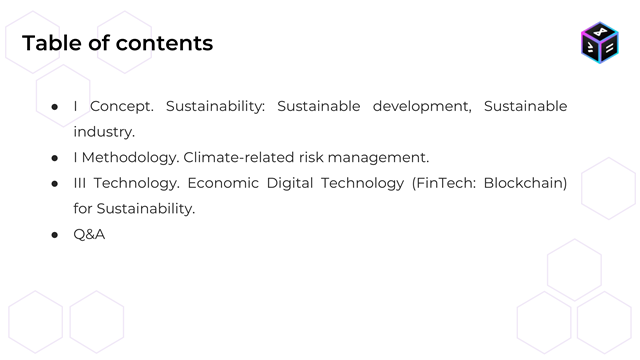 Table of contents
● I Concept. Sustainability: Sustainable development, Sustainable
industry.
● I Methodology. Climate-related risk management.
● III Technology. Economic Digital Technology (FinTech: Blockchain)
for Sustainability.
● Q&A